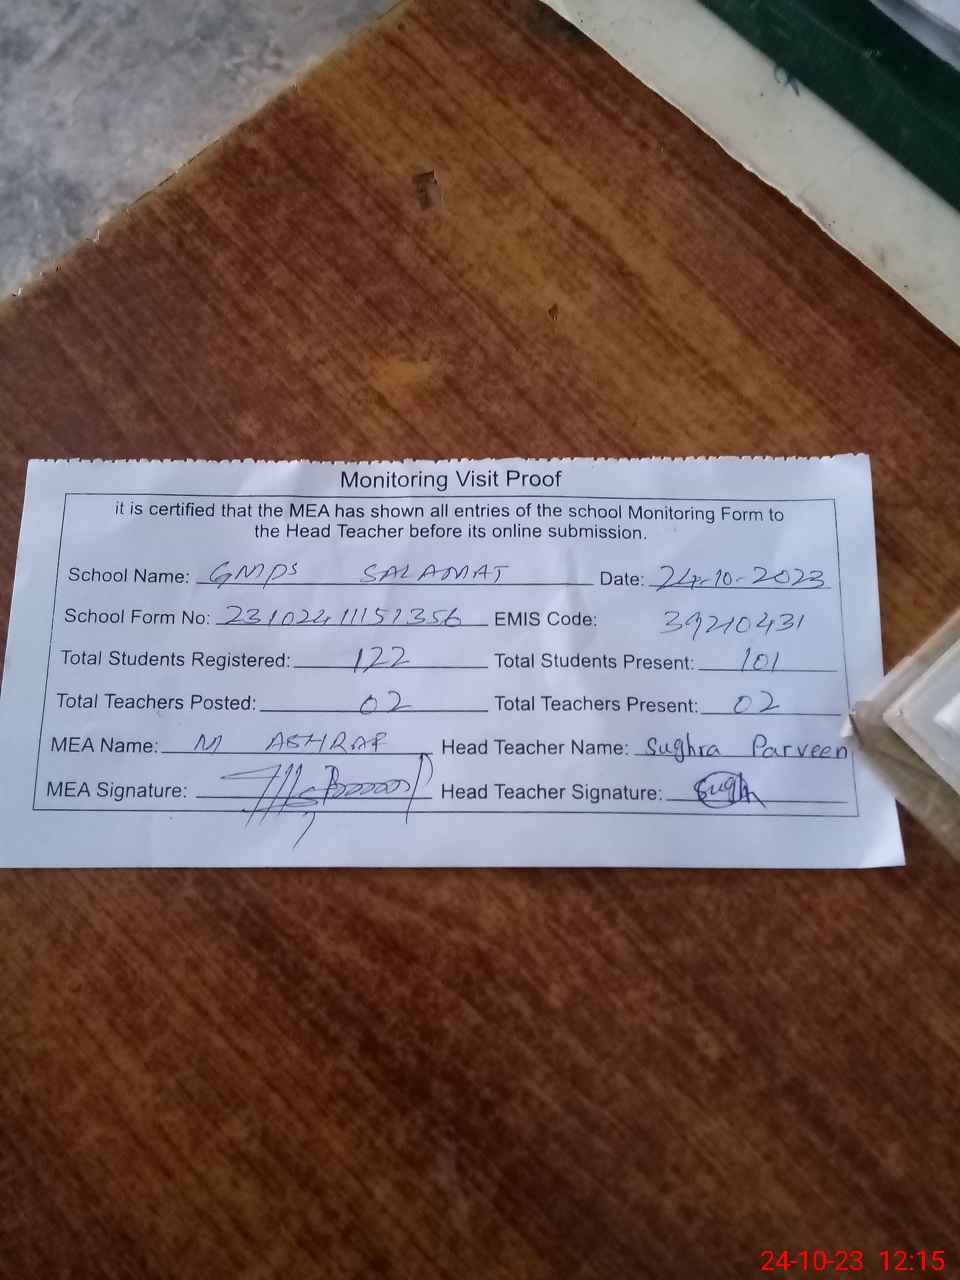 Monitoring Visit Proof
it is certified that the MEA has shown all entries of the school Monitoring Form to
the Head Teacher before its online submission.
School Name: GMPS SALAMAT Date: 24-10-2023
School Form No: 23102411151356 EMIS Code: 39210431
Total Students Registered: 122 Total Students Present: 101
Total Teachers Posted: 02 Total Teachers Present: 02
MEA Name: M ASHRAF Head Teacher Name: Sughra Parveen
MEA Signature: Head Teacher Signature: Sugh
24-10-23 12:15